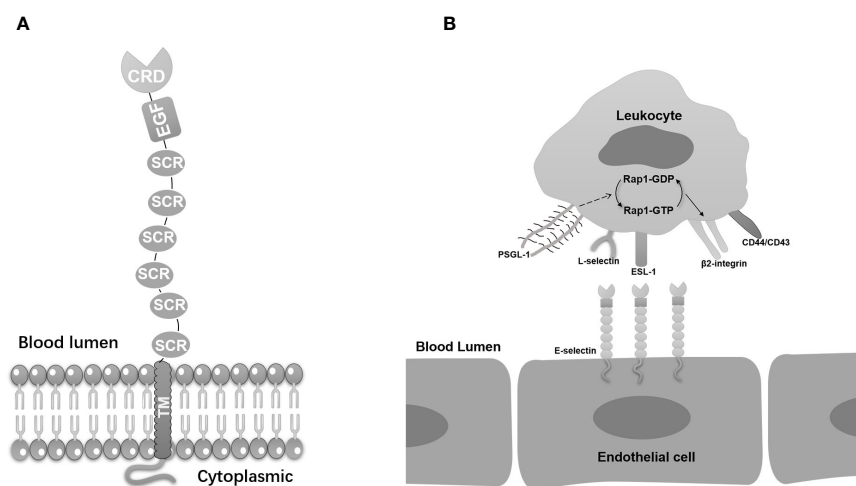 A
CRD
EGF
SCR
SCR
SCR
SCR
SCR
SCR
Blood lumen
TM
Cytoplasmic
B
Leukocyte
Rap1-GDP
Rap1-GTP
PSGL-1
L-selectin
ESL-1
β2-integrin
CD44/CD43
Blood Lumen
E-selectin
Endothelial cell